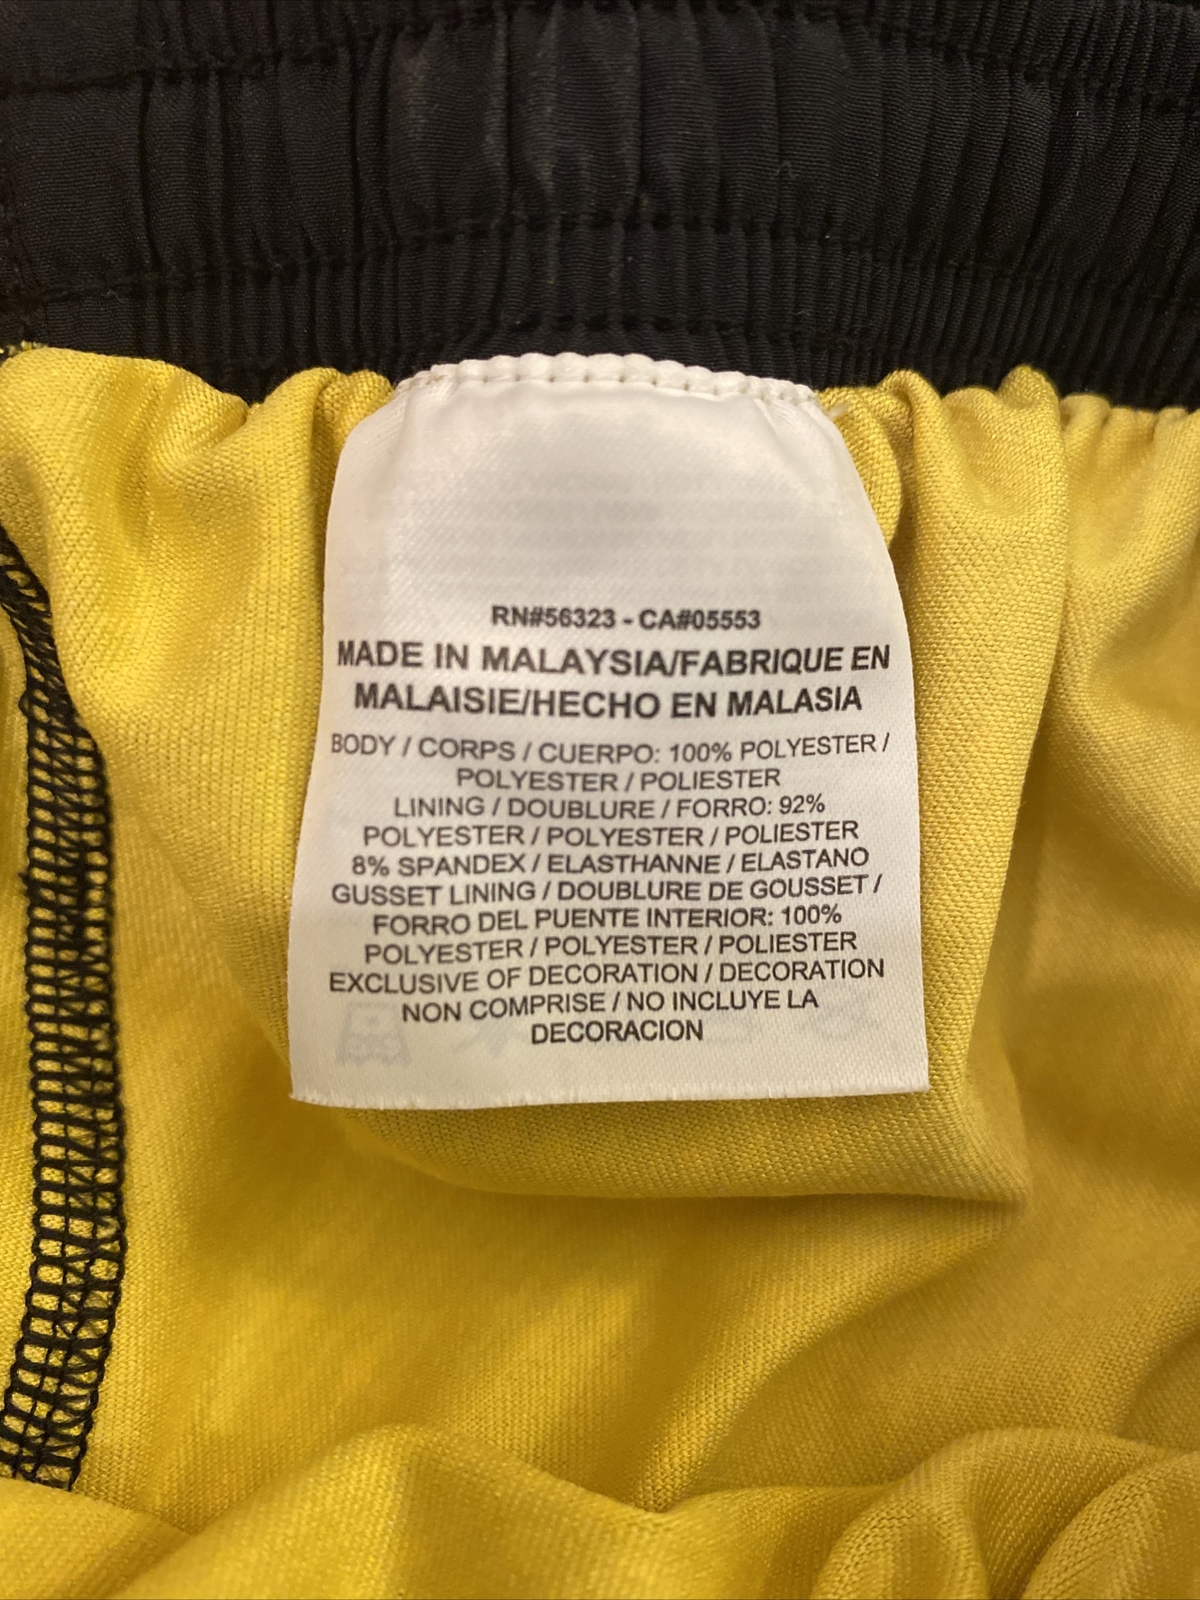 RN#56323 - CA#05553
MADE IN MALAYSIA/FABRIQUE EN
MALAISIE/HECHO EN MALASIA
BODY / CORPS / CUERPO: 100% POLYESTER /
POLYESTER / POLIESTER
LINING / DOUBLURE / FORRO: 92%
POLYESTER / POLYESTER / POLIESTER
8% SPANDEX / ELASTHANNE / ELASTANO
GUSSET LINING / DOUBLURE DE GOUSSET /
FORRO DEL PUENTE INTERIOR: 100%
POLYESTER / POLYESTER / POLIESTER
EXCLUSIVE OF DECORATION / DECORATION
NON COMPRISE / NO INCLUYE LA
DECORACION